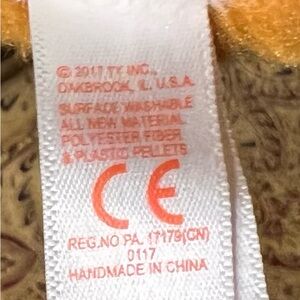 © 2017 TY INC.,
OAKBROOK, IL. U.S.A.
SURFACE WASHABLE
ALL NEW MATERIAL
POLYESTER FIBER
& PLASTIC PELLETS
CE
REG.NO PA. 17179(CN)
0117
HANDMADE IN CHINA